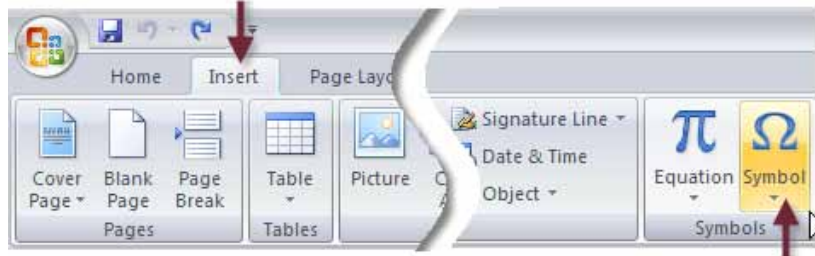 Home Insert Page Layo
Signature Line
Date & Time
Object
Cover Page
Blank Page
Page Break
Table
Picture
Equation
Symbol
Pages
Tables
Symbols